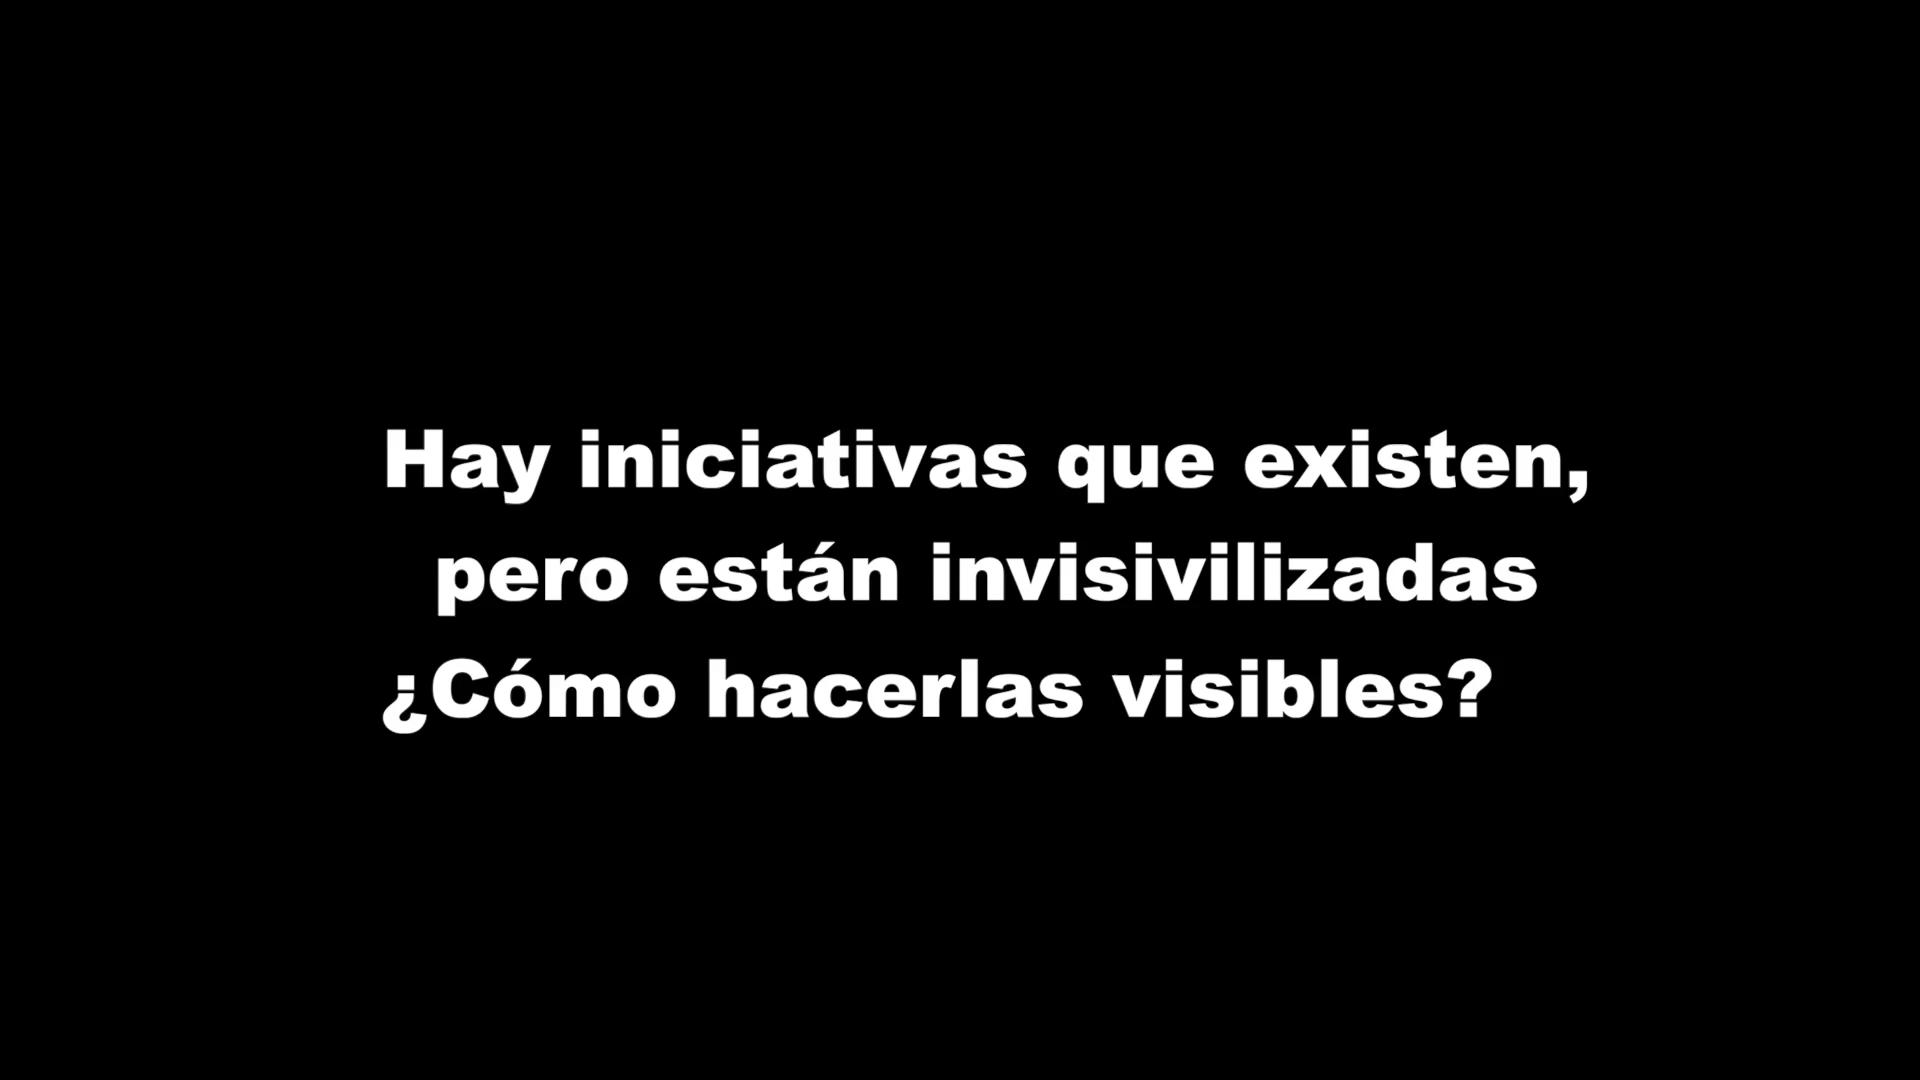 Hay iniciativas que existen,
pero están invisivilizadas
¿Cómo hacerlas visibles?